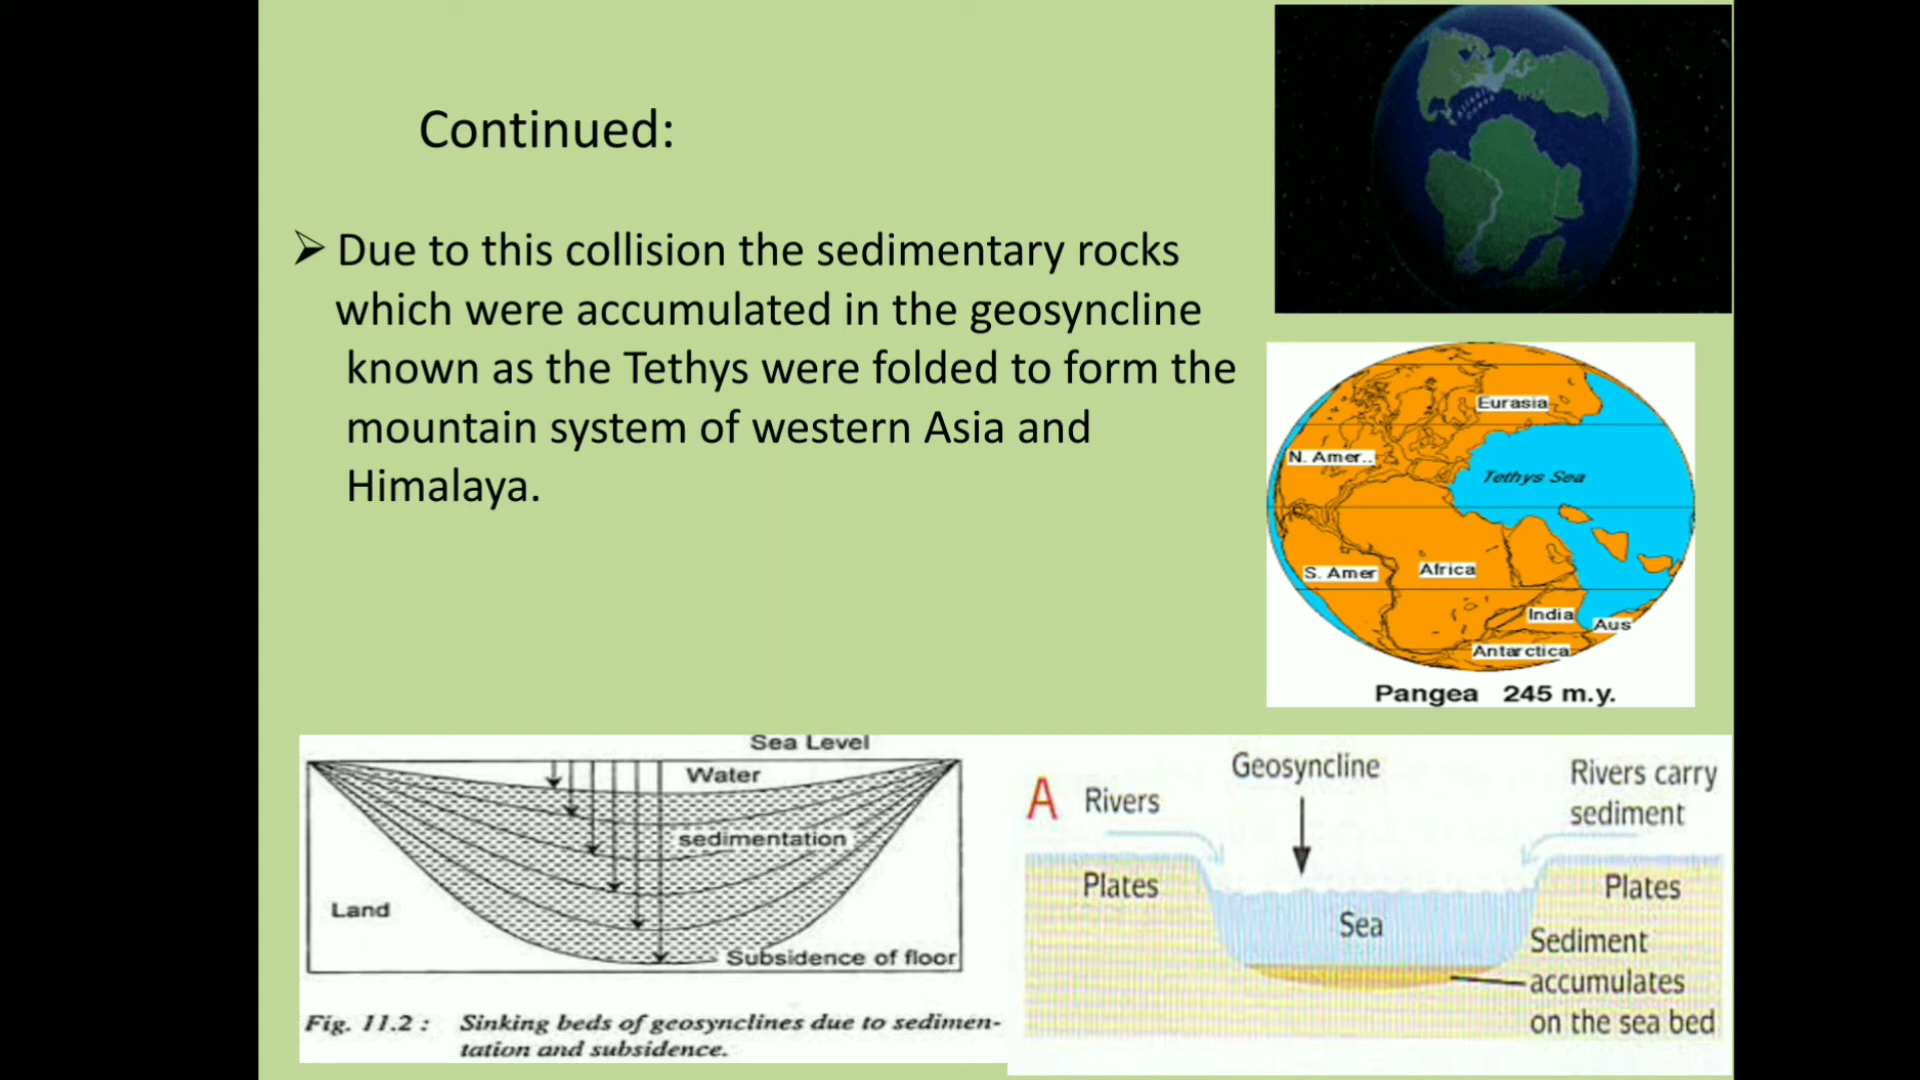 Continued:
➢ Due to this collision the sedimentary rocks
which were accumulated in the geosyncline
known as the Tethys were folded to form the
mountain system of western Asia and
Himalaya.
Eurasia
N. Amer..
Tethys Sea
S. Amer
Africa
India
Aus
Antarctica
Pangea 245 m.y.
Sea Level
Water
sedimentation
Land
Subsidence of floor
Fig. 11.2 : Sinking beds of geosynclines due to sedimen-
tation and subsidence.
A
Geosyncline
Rivers
Rivers carry
sediment
Plates
Plates
Sea
Sediment
accumulates
on the sea bed